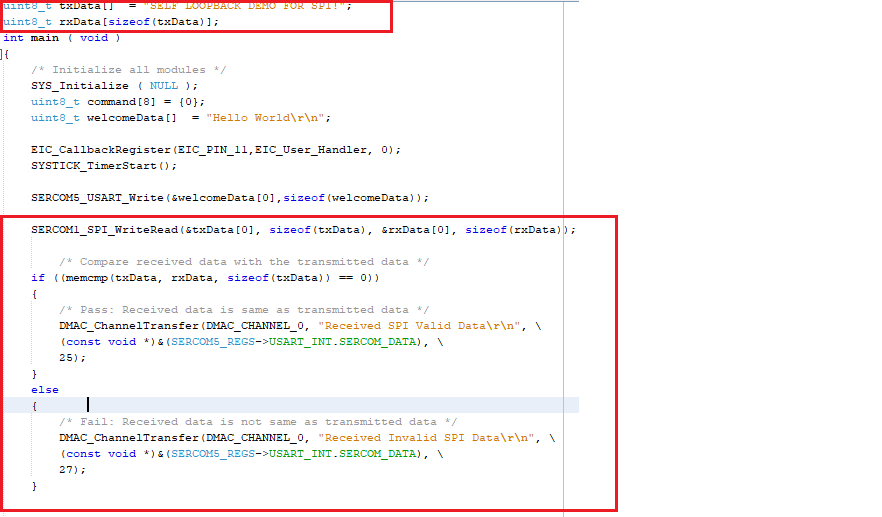 uint8_t txData[]  = "SELF LOOPBACK DEMO FOR SPI!";
uint8_t rxData[sizeof(txData)];
int main ( void )
{
/* Initialize all modules */
SYS_Initialize ( NULL );
uint8_t command[8] = {0};
uint8_t welcomeData[]  = "Hello World\r\n";
EIC_CallbackRegister(EIC_PIN_11,EIC_User_Handler, 0);
SYSTICK_TimerStart();
SERCOM5_USART_Write(&welcomeData[0],sizeof(welcomeData));
SERCOM1_SPI_WriteRead(&txData[0], sizeof(txData), &rxData[0], sizeof(rxData));
/* Compare received data with the transmitted data */
if ((memcmp(txData, rxData, sizeof(txData)) == 0))
{
/* Pass: Received data is same as transmitted data */
DMAC_ChannelTransfer(DMAC_CHANNEL_0, "Received SPI Valid Data\r\n", \
(const void *)&(SERCOM5_REGS->USART_INT.SERCOM_DATA), \
25);
}
else
{
/* Fail: Received data is not same as transmitted data */
DMAC_ChannelTransfer(DMAC_CHANNEL_0, "Received Invalid SPI Data\r\n", \
(const void *)&(SERCOM5_REGS->USART_INT.SERCOM_DATA), \
27);
}